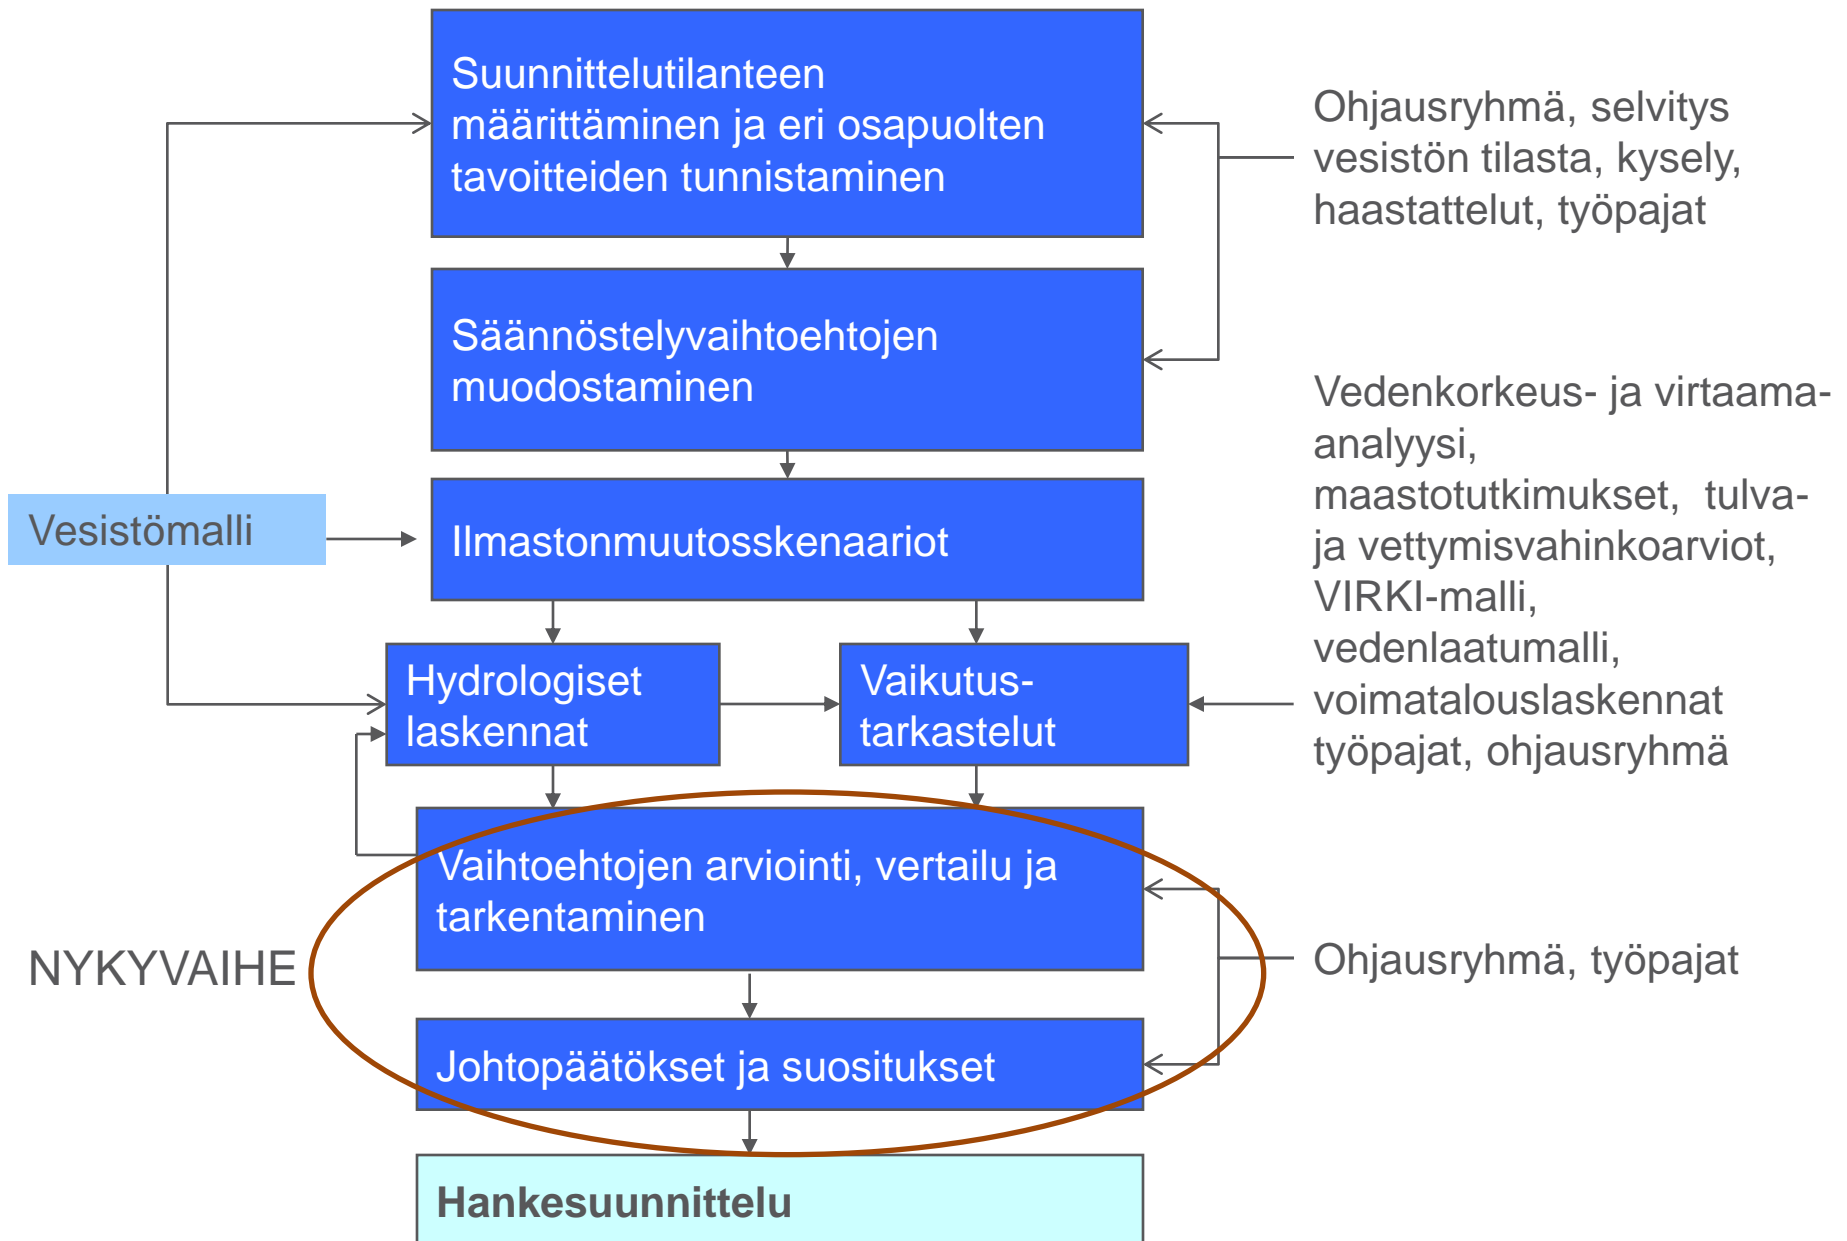 Suunnittelutilanteen
määrittäminen ja eri osapuolten
tavoitteiden tunnistaminen
Ohjausryhmä, selvitys
vesistön tilasta, kysely,
haastattelut, työpajat
Säännöstelyvaihtoehtojen
muodostaminen
Vesistömalli
Ilmastonmuutosskenaariot
Vedenkorkeus- ja virtaama-
analyysi,
maastotutkimukset, tulva-
ja vettymisvahinkoarviot,
VIRKI-malli,
vedenlaatumalli,
voimatalouslaskennat
työpajat, ohjausryhmä
Hydrologiset
laskennat
Vaikutus-
tarkastelut
Vaihtoehtojen arviointi, vertailu ja
tarkentaminen
NYKYVAIHE
Ohjausryhmä, työpajat
Johtopäätökset ja suositukset
Hankesuunnittelu